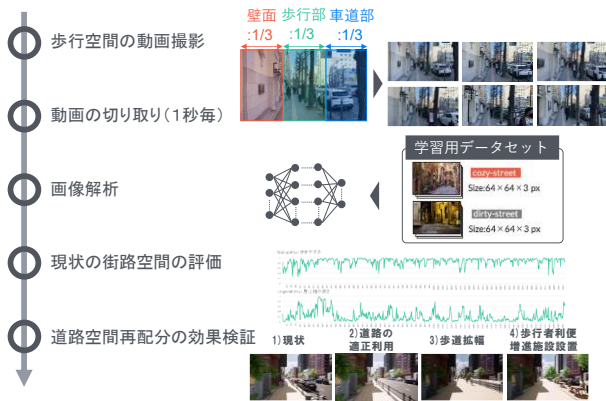 歩行空間の動画撮影
壁面 歩行部 車道部
:1/3 :1/3 :1/3
動画の切り取り(1秒毎)
画像解析
学習用データセット
cozy-street
Size:64×64×3 px
dirty-street
Size:64×64×3 px
現状の街路空間の評価
道路空間再配分の効果検証
1)現状
2)道路の
適正利用
3)歩道拡幅
4)歩行者利便
増進施設設置